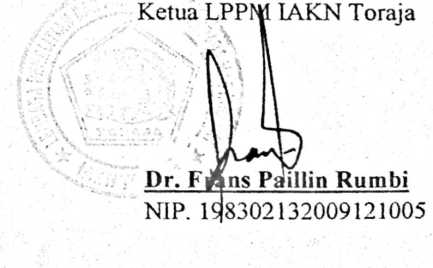 Ketua LPPM IAKN Toraja
Dr. Frans Paillin Rumbi
NIP. 198302132009121005